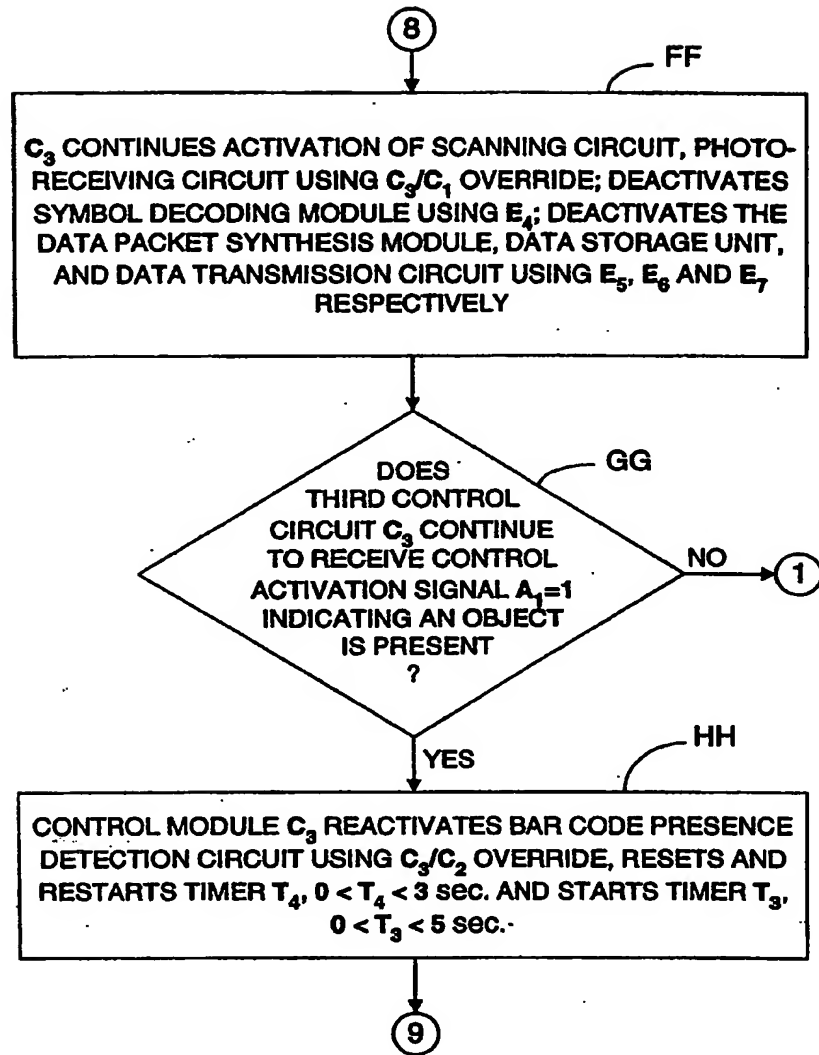 8
FF
C3 CONTINUES ACTIVATION OF SCANNING CIRCUIT, PHOTO-
RECEIVING CIRCUIT USING C3/C1 OVERRIDE; DEACTIVATES
SYMBOL DECODING MODULE USING E4; DEACTIVATES THE
DATA PACKET SYNTHESIS MODULE, DATA STORAGE UNIT,
AND DATA TRANSMISSION CIRCUIT USING E5, E6 AND E7
RESPECTIVELY
GG
DOES
THIRD CONTROL
CIRCUIT C3 CONTINUE
TO RECEIVE CONTROL
ACTIVATION SIGNAL A1=1
INDICATING AN OBJECT
IS PRESENT
?
NO
1
YES
HH
CONTROL MODULE C3 REACTIVATES BAR CODE PRESENCE
DETECTION CIRCUIT USING C3/C2 OVERRIDE, RESETS AND
RESTARTS TIMER T4, 0 < T4 < 3 sec. AND STARTS TIMER T3,
0 < T3 < 5 sec.
9